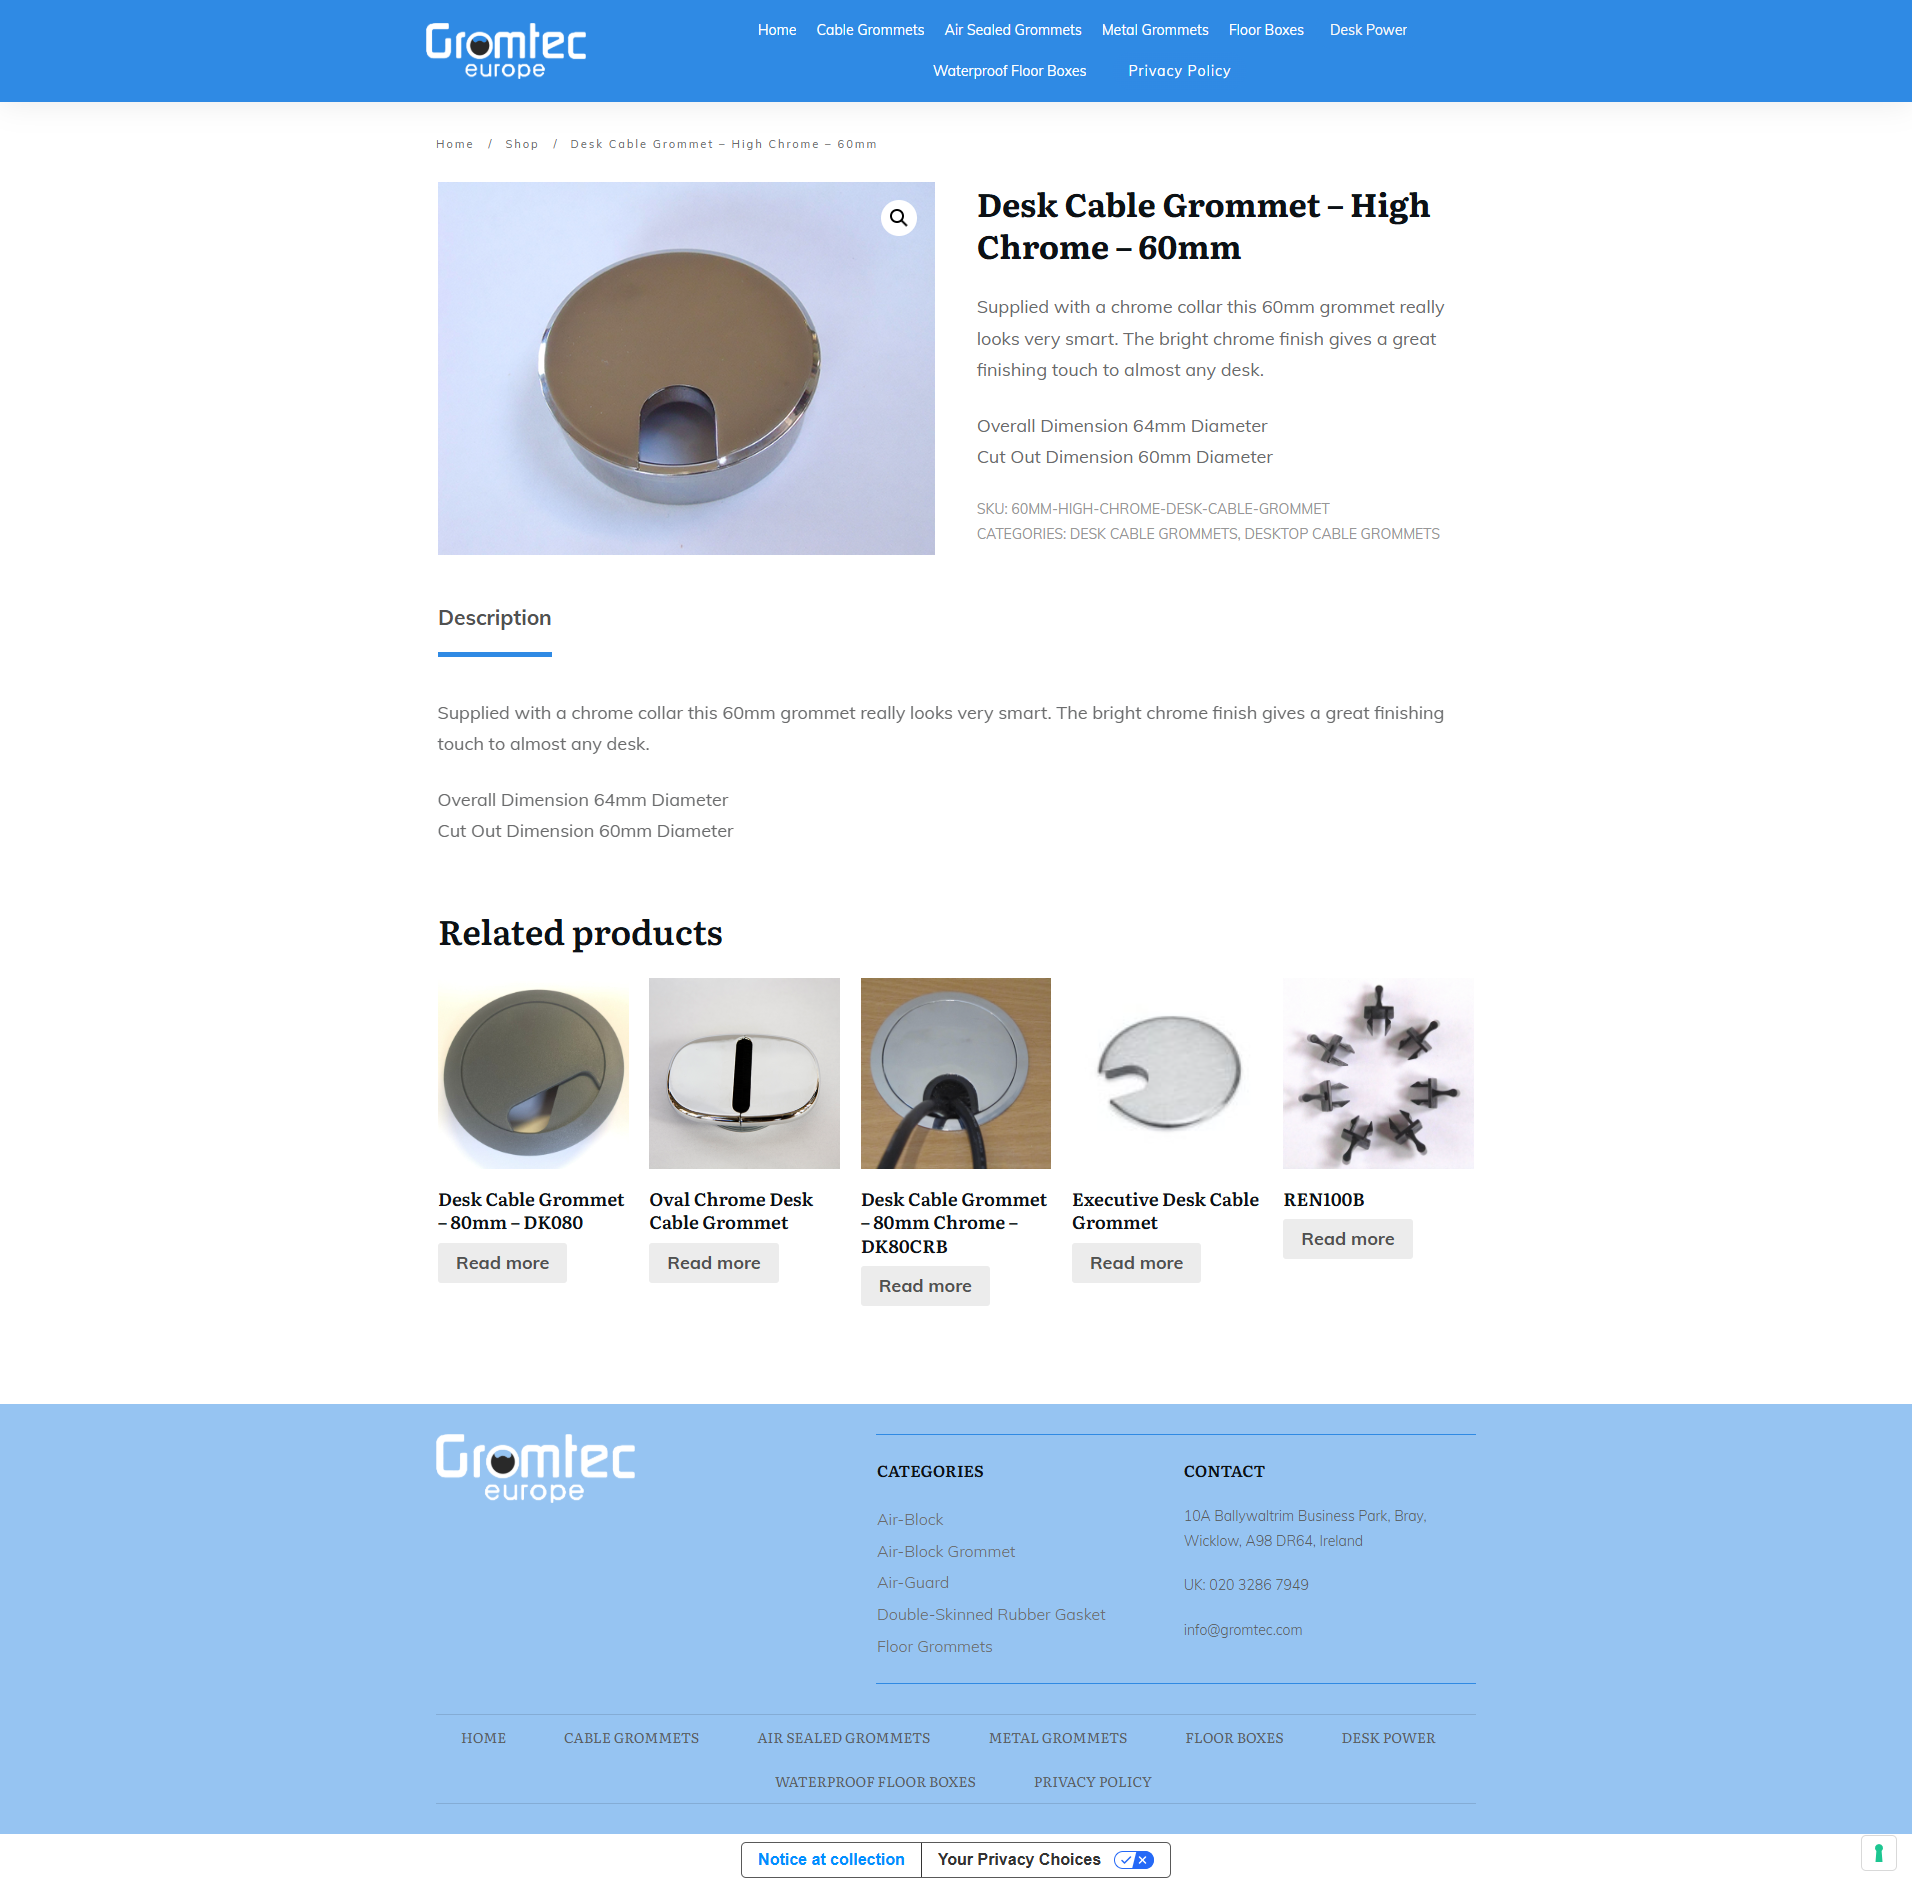 Gromtec
europe
Home Cable Grommets Air Sealed Grommets Metal Grommets Floor Boxes Desk Power
Waterproof Floor Boxes Privacy Policy
Home / Shop / Desk Cable Grommet – High Chrome – 60mm
Desk Cable Grommet – High
Chrome – 60mm
Supplied with a chrome collar this 60mm grommet really
looks very smart. The bright chrome finish gives a great
finishing touch to almost any desk.
Overall Dimension 64mm Diameter
Cut Out Dimension 60mm Diameter
SKU: 60MM-HIGH-CHROME-DESK-CABLE-GROMMET
CATEGORIES: DESK CABLE GROMMETS, DESKTOP CABLE GROMMETS
Description
Supplied with a chrome collar this 60mm grommet really looks very smart. The bright chrome finish gives a great finishing
touch to almost any desk.
Overall Dimension 64mm Diameter
Cut Out Dimension 60mm Diameter
Related products
Desk Cable Grommet
– 80mm – DK080
Read more
Oval Chrome Desk
Cable Grommet
Read more
Desk Cable Grommet
– 80mm Chrome –
DK80CRB
Read more
Executive Desk Cable
Grommet
Read more
REN100B
Read more
Gromtec
europe
CATEGORIES
Air-Block
Air-Block Grommet
Air-Guard
Double-Skinned Rubber Gasket
Floor Grommets
CONTACT
10A Ballywaltrim Business Park, Bray,
Wicklow, A98 DR64, Ireland
UK: 020 3286 7949
info@gromtec.com
HOME CABLE GROMMETS AIR SEALED GROMMETS METAL GROMMETS FLOOR BOXES DESK POWER
WATERPROOF FLOOR BOXES PRIVACY POLICY
Notice at collection Your Privacy Choices